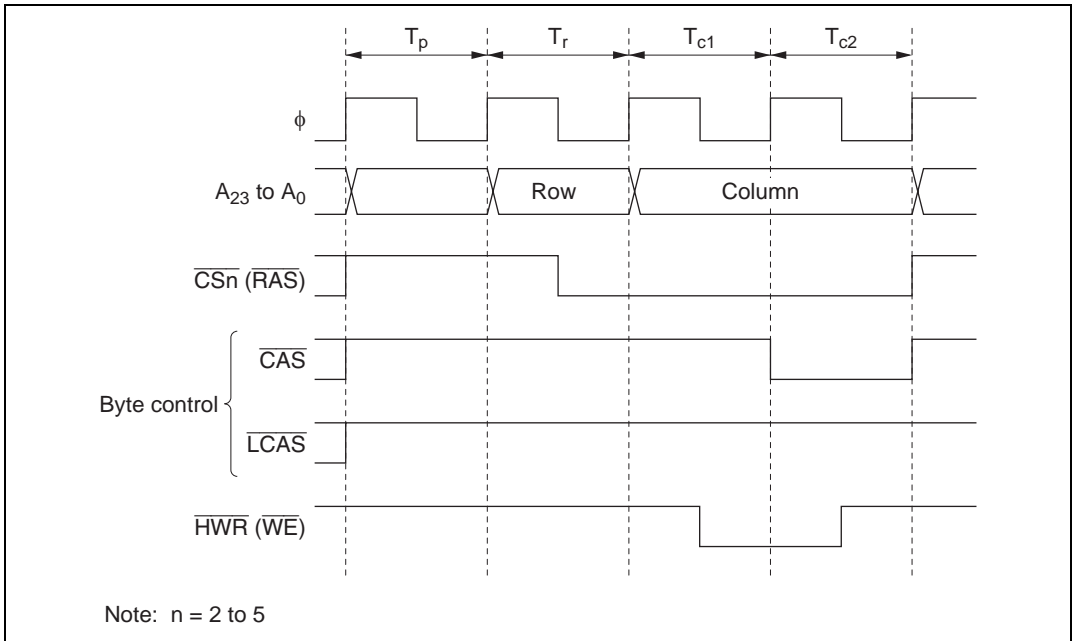 Tp Tr Tc1 Tc2
φ
A23 to A0 Row Column
CSn (RAS)
CAS
Byte control
LCAS
HWR (WE)
Note: n = 2 to 5